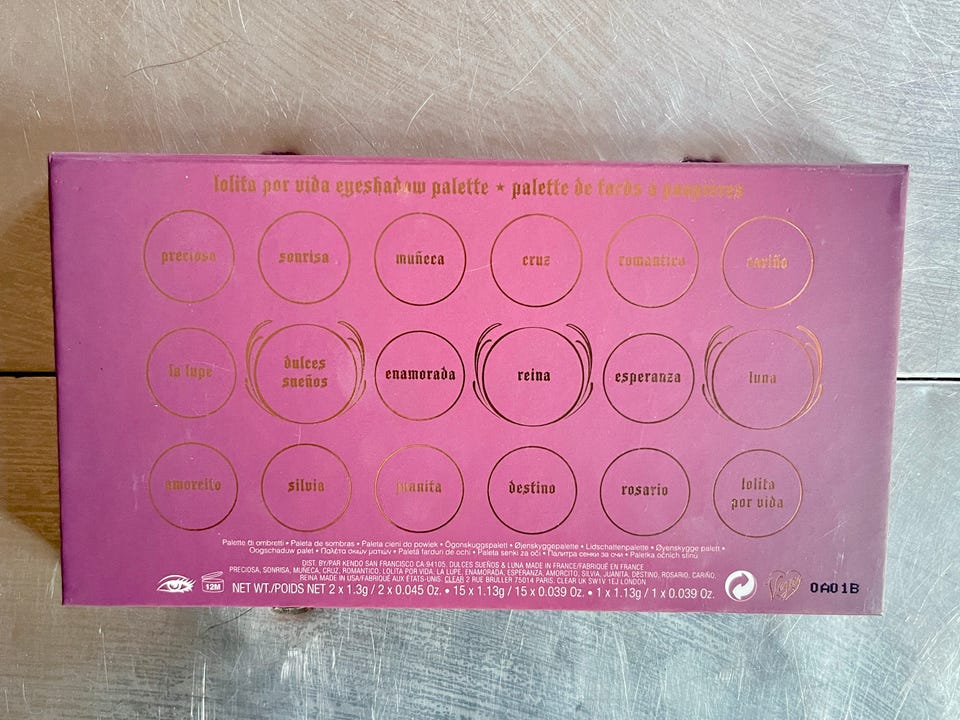 lolita por vida eyeshadow palette ★ palette de fards à paupières
preciosa sonrisa muñeca cruz romantico cariño
la lupe dulces sueños enamorada reina esperanza luna
amorcito silvia juanita destino rosario lolita por vida
Palette di ombretti • Paleta de sombras • Paleta cieni do powiek • Ögonskuggspalett • Øjenskyggepalette • Lidschattenpalette • Øyenskygge palett •
Oogschaduw palet • Παλέτα σκιών ματιών • Paletă farduri de ochi • Paleta senki za oči • Палитра сенки за очи • Paletka očních stínů
DIST. BY/PAR KENDO SAN FRANCISCO CA 94105. DULCES SUEÑOS & LUNA MADE IN FRANCE/FABRIQUÉ EN FRANCE
PRECIOSA, SONRISA, MUÑECA, CRUZ, ROMANTICO, LOLITA POR VIDA, LA LUPE, ENAMORADA, ESPERANZA, AMORCITO, SILVIA, JUANITA, DESTINO, ROSARIO, CARIÑO,
REINA MADE IN USA/FABRIQUÉ AUX ÉTATS-UNIS. CLEAR 2 RUE BRULLER 75014 PARIS. CLEAR UK SW1V 1EJ LONDON
12M NET WT./POIDS NET 2 x 1.3g / 2 x 0.045 Oz. • 15 x 1.13g / 15 x 0.039 Oz. • 1 x 1.13g / 1 x 0.039 Oz. Vegan 0A01B